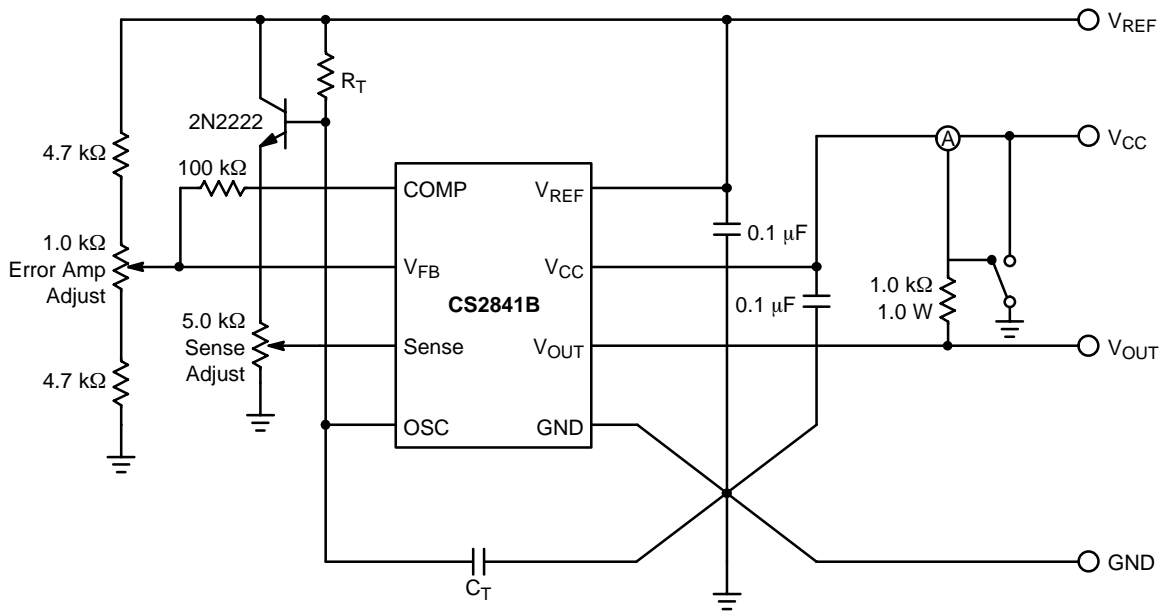 V_REF
R_T
2N2222
V_CC
A
4.7 kΩ
100 kΩ
COMP
V_REF
0.1 μF
1.0 kΩ
Error Amp
Adjust
V_FB
V_CC
CS2841B
0.1 μF
1.0 kΩ
1.0 W
5.0 kΩ
Sense
Adjust
Sense
V_OUT
V_OUT
4.7 kΩ
OSC
GND
GND
C_T